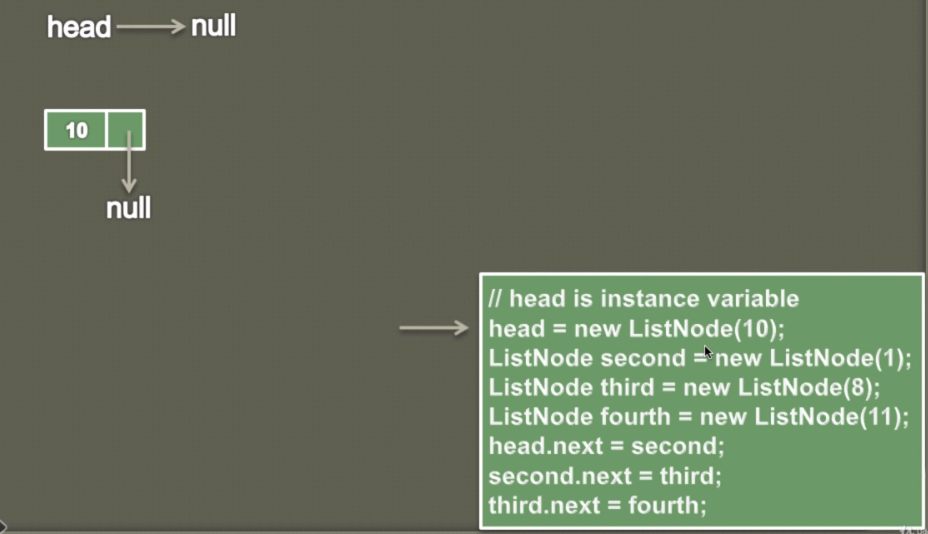 head null
10
null
// head is instance variable
head = new ListNode(10);
ListNode second = new ListNode(1);
ListNode third = new ListNode(8);
ListNode fourth = new ListNode(11);
head.next = second;
second.next = third;
third.next = fourth;